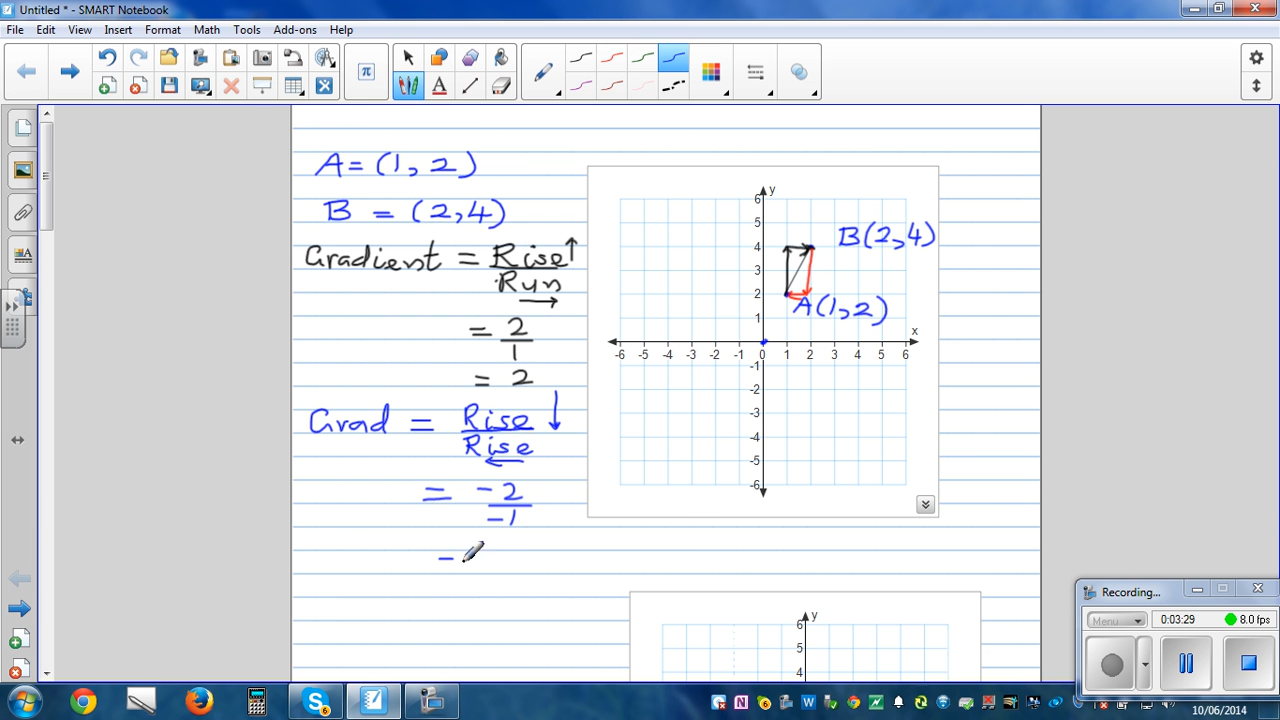 Untitled * - SMART Notebook
File Edit View Insert Format Math Tools Add-ons Help
π
A
A = (1, 2)
B = (2, 4)
Gradient = Rise
Run
= 2
1
= 2
Grad = Rise
Rise
= -2
-1
y
6
5
4
3
2
1
B(2, 4)
A(1, 2)
x
-6 -5 -4 -3 -2 -1 0 1 2 3 4 5 6
-1
-2
-3
-4
-5
-6
y
6
5
4
Recording...
Menu
0:03:29
8.0 fps
10/06/2014